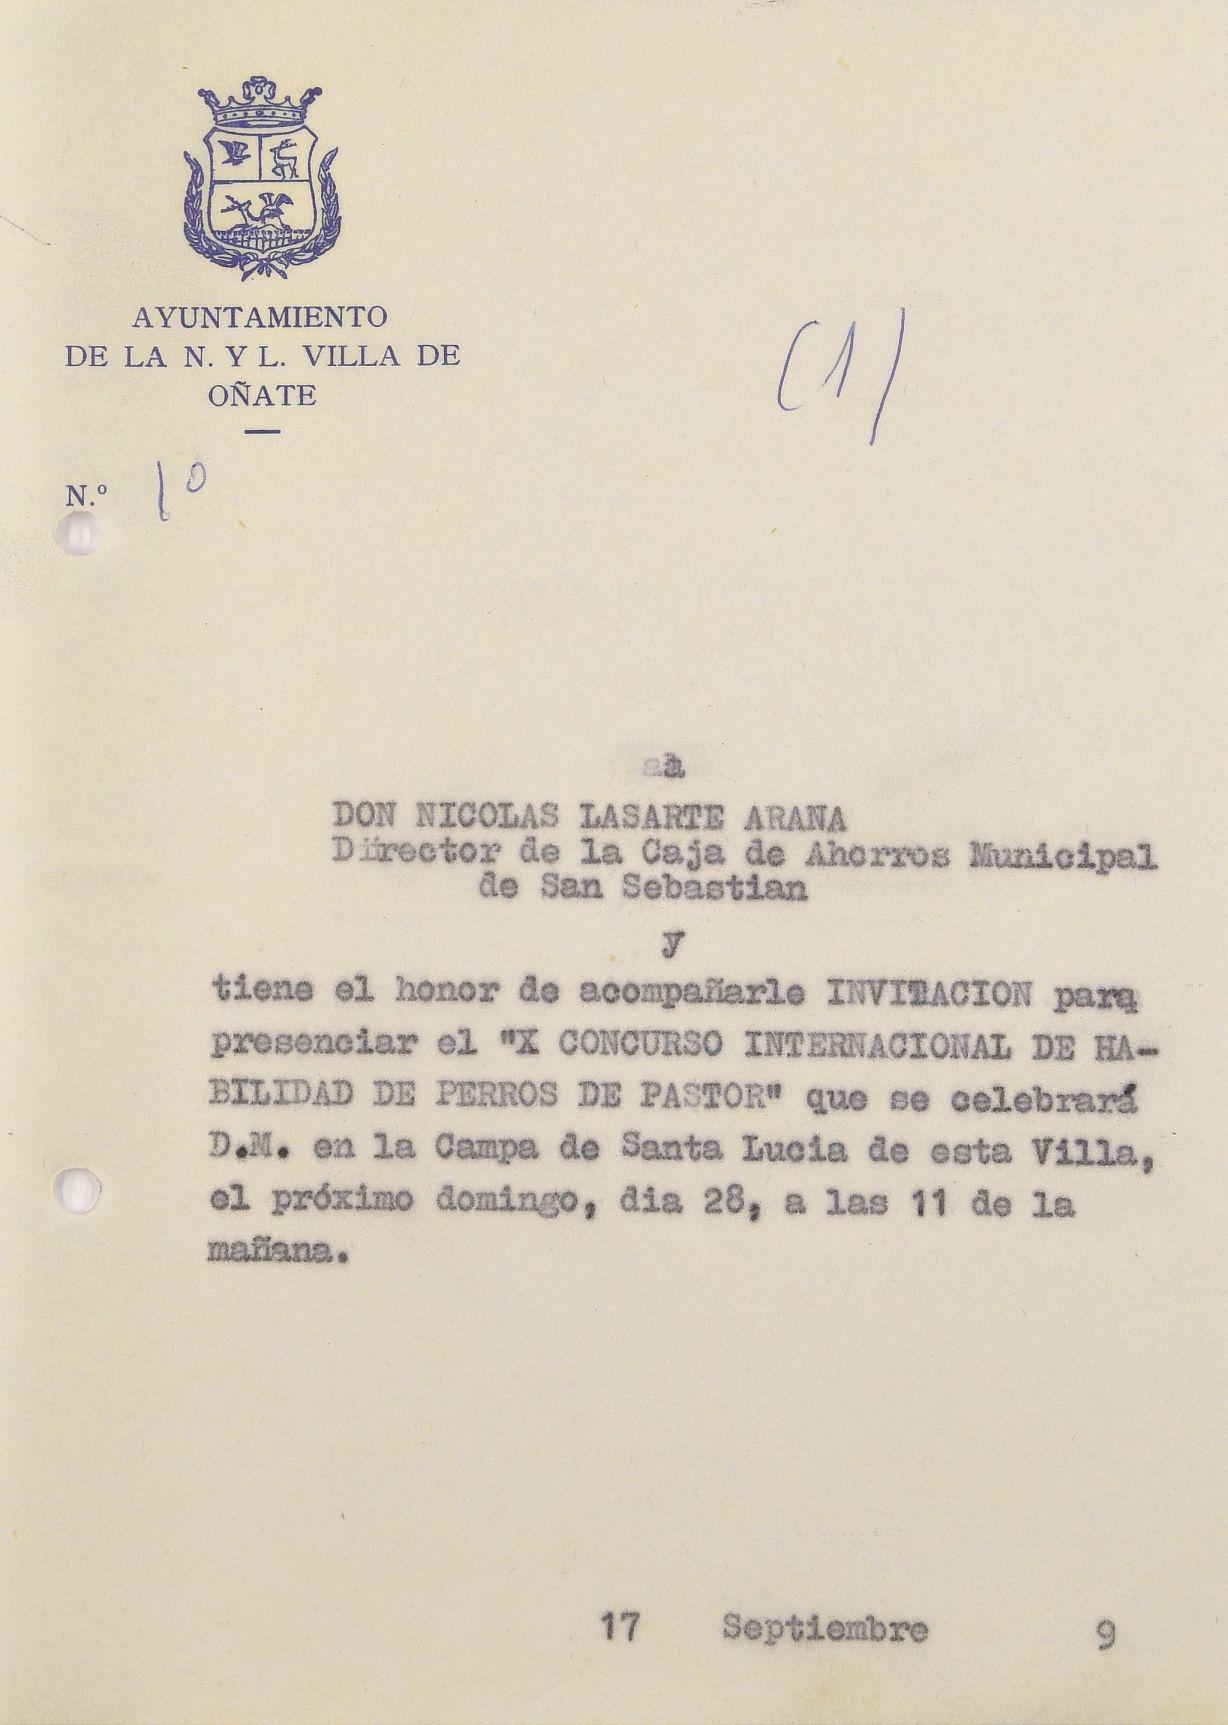 AYUNTAMIENTO
DE LA N. Y L. VILLA DE
OÑATE
(1)
N.º 10
a
DON NICOLAS LASARTE ARANA
Director de la Caja de Ahorros Municipal
de San Sebastian
y
tiene el honor de acompañarle INVITACION para
presenciar el "X CONCURSO INTERNACIONAL DE HA-
BILIDAD DE PERROS DE PASTOR" que se celebrará
D.M. en la Campa de Santa Lucia de esta Villa,
el próximo domingo, dia 28, a las 11 de la
mañana.
17 Septiembre 9